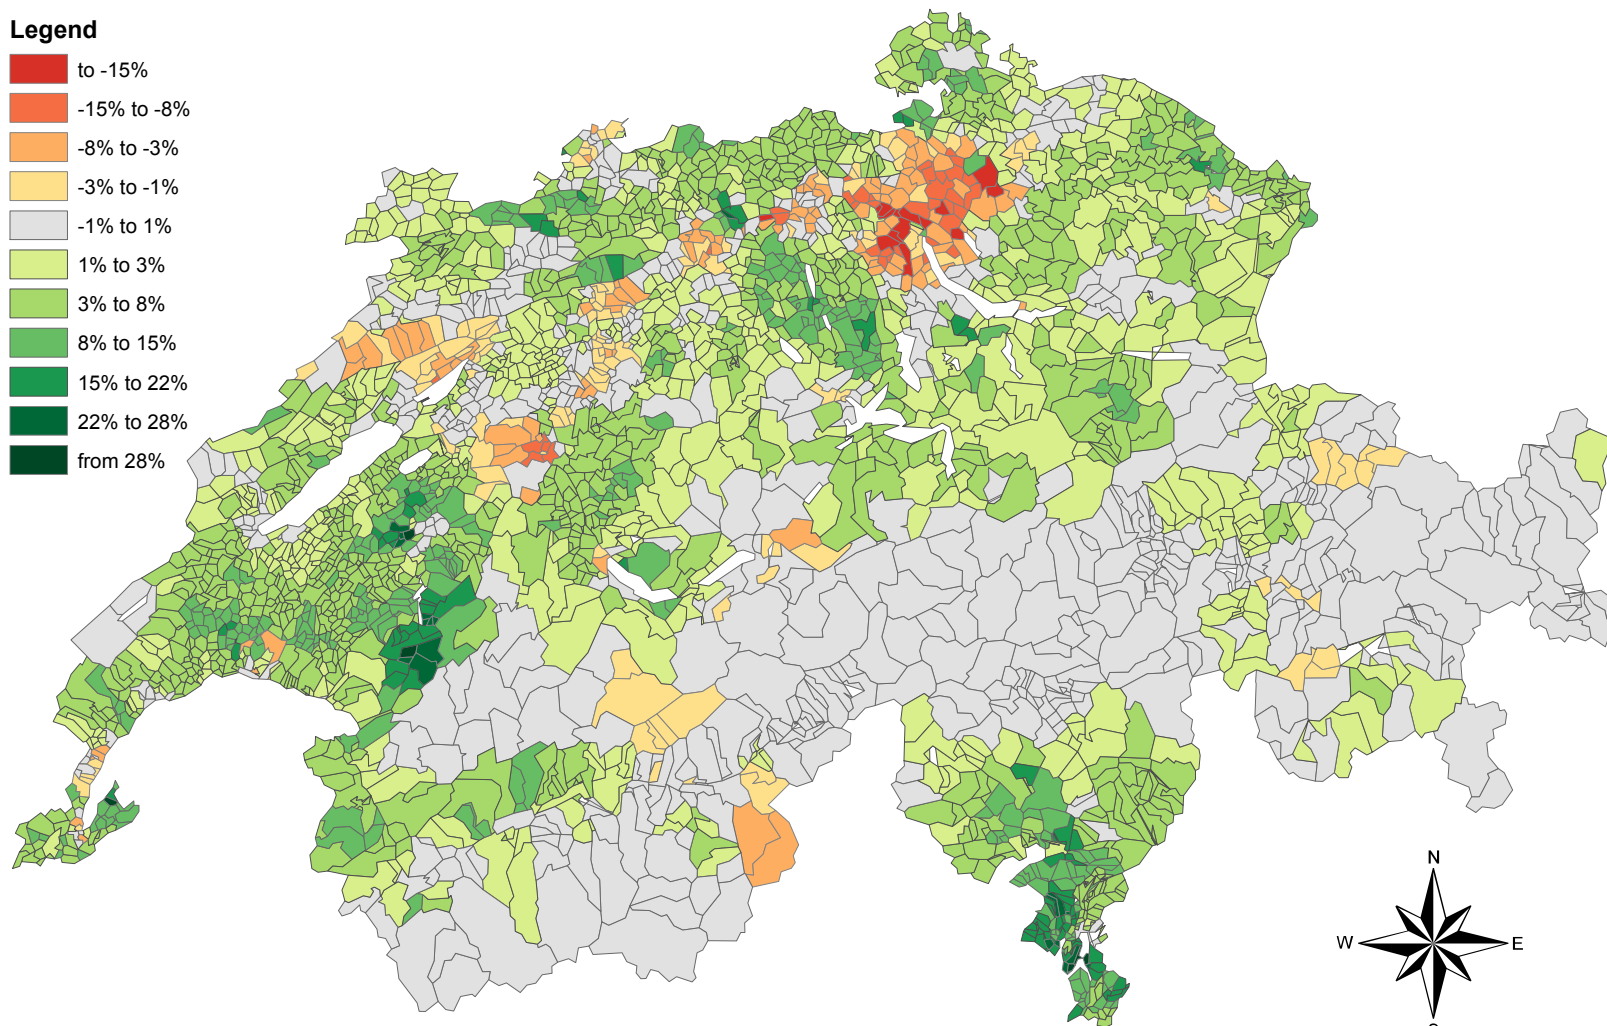 Legend
to -15%
-15% to -8%
-8% to -3%
-3% to -1%
-1% to 1%
1% to 3%
3% to 8%
8% to 15%
15% to 22%
22% to 28%
from 28%
N
W E
S